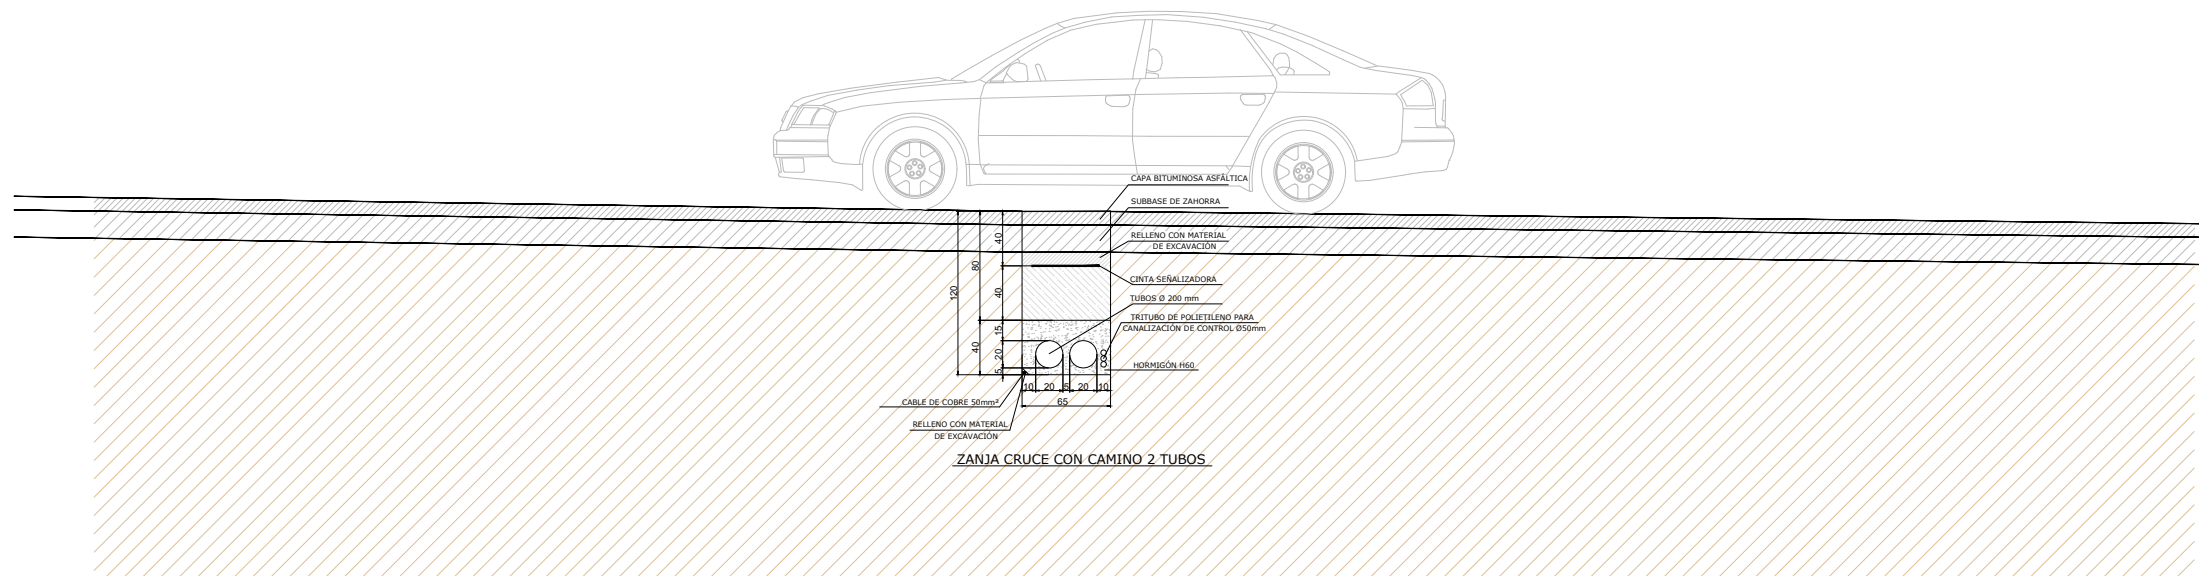 CAPA BITUMINOSA ASFÁLTICA
SUBBASE DE ZAHORRA
RELLENO CON MATERIAL
DE EXCAVACIÓN
CINTA SEÑALIZADORA
TUBOS Ø 200 mm
TRITUBO DE POLIETILENO PARA
CANALIZACIÓN DE CONTROL Ø50mm
HORMIGÓN H60
120
80
40
40
40
15
20
5
10 20 5 20 10
65
CABLE DE COBRE 50mm²
RELLENO CON MATERIAL
DE EXCAVACIÓN
ZANJA CRUCE CON CAMINO 2 TUBOS